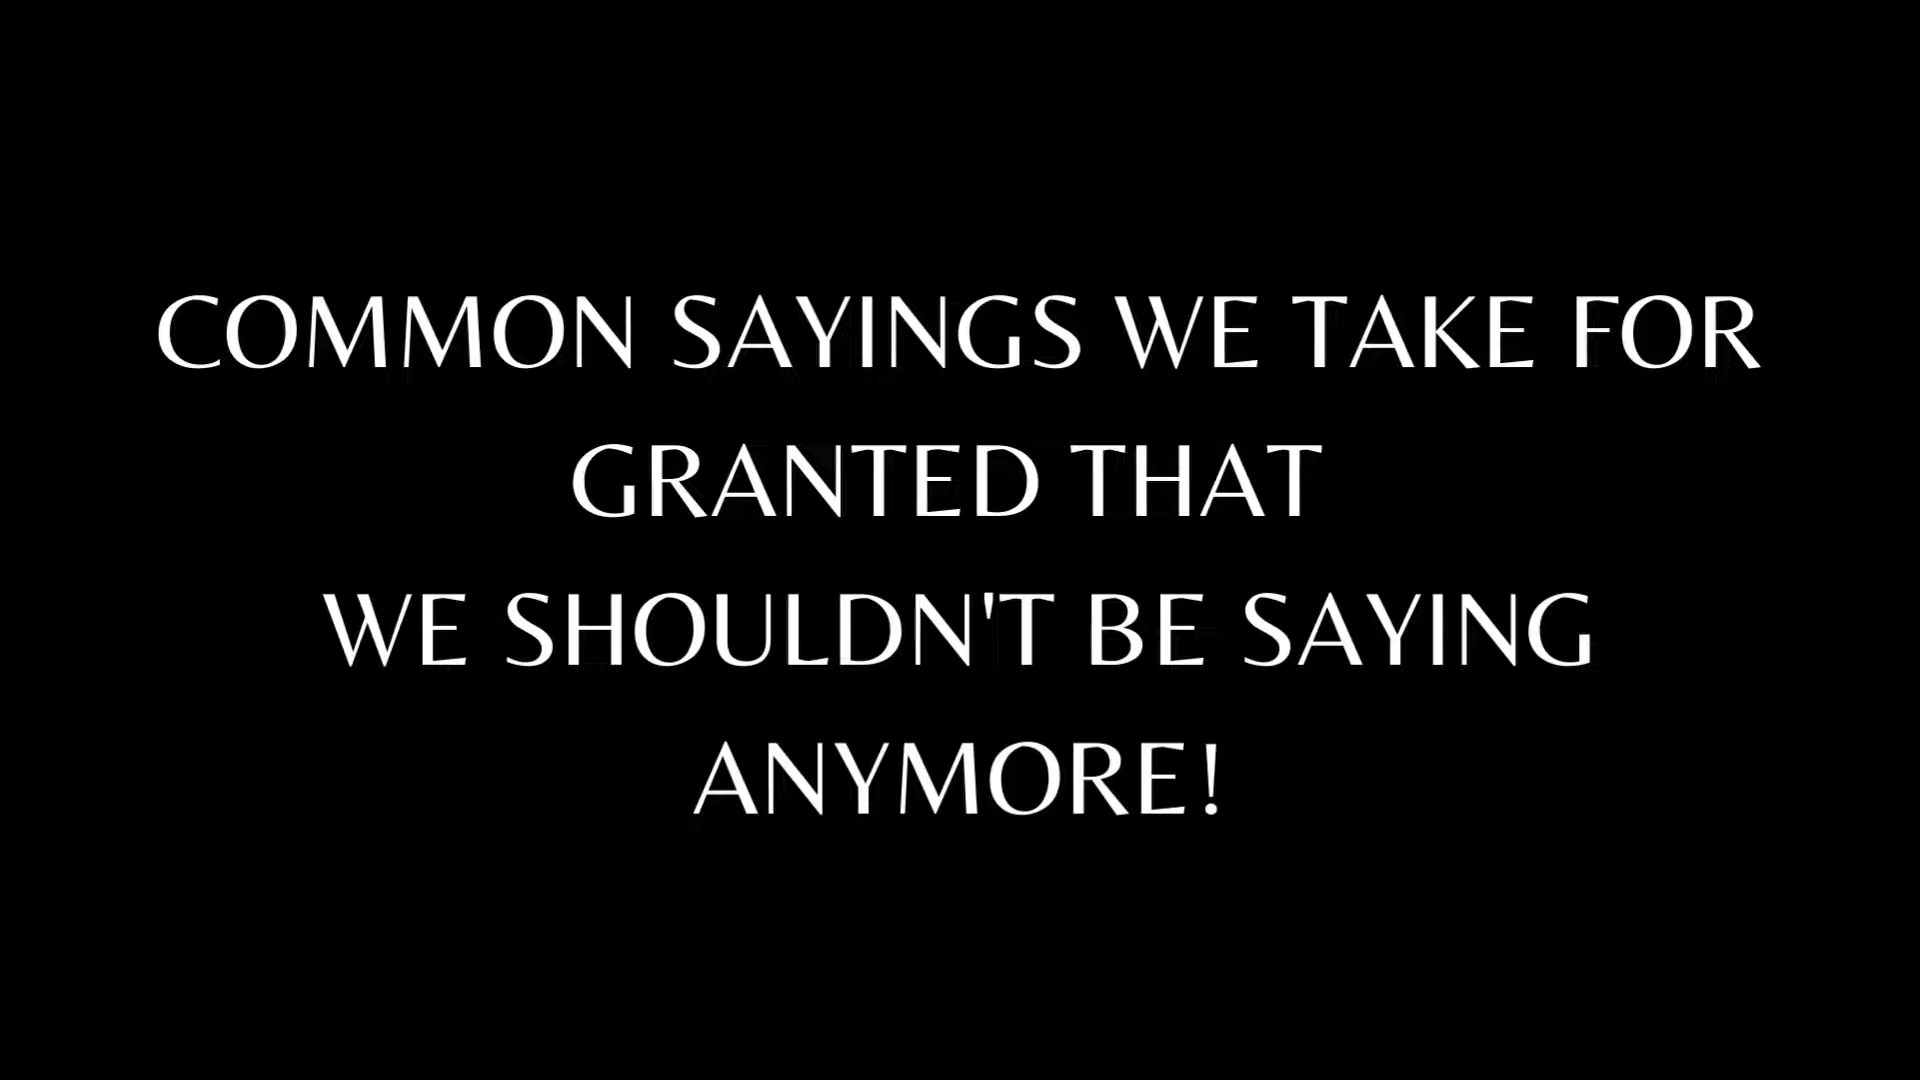 COMMON SAYINGS WE TAKE FOR
GRANTED THAT
WE SHOULDN'T BE SAYING
ANYMORE!